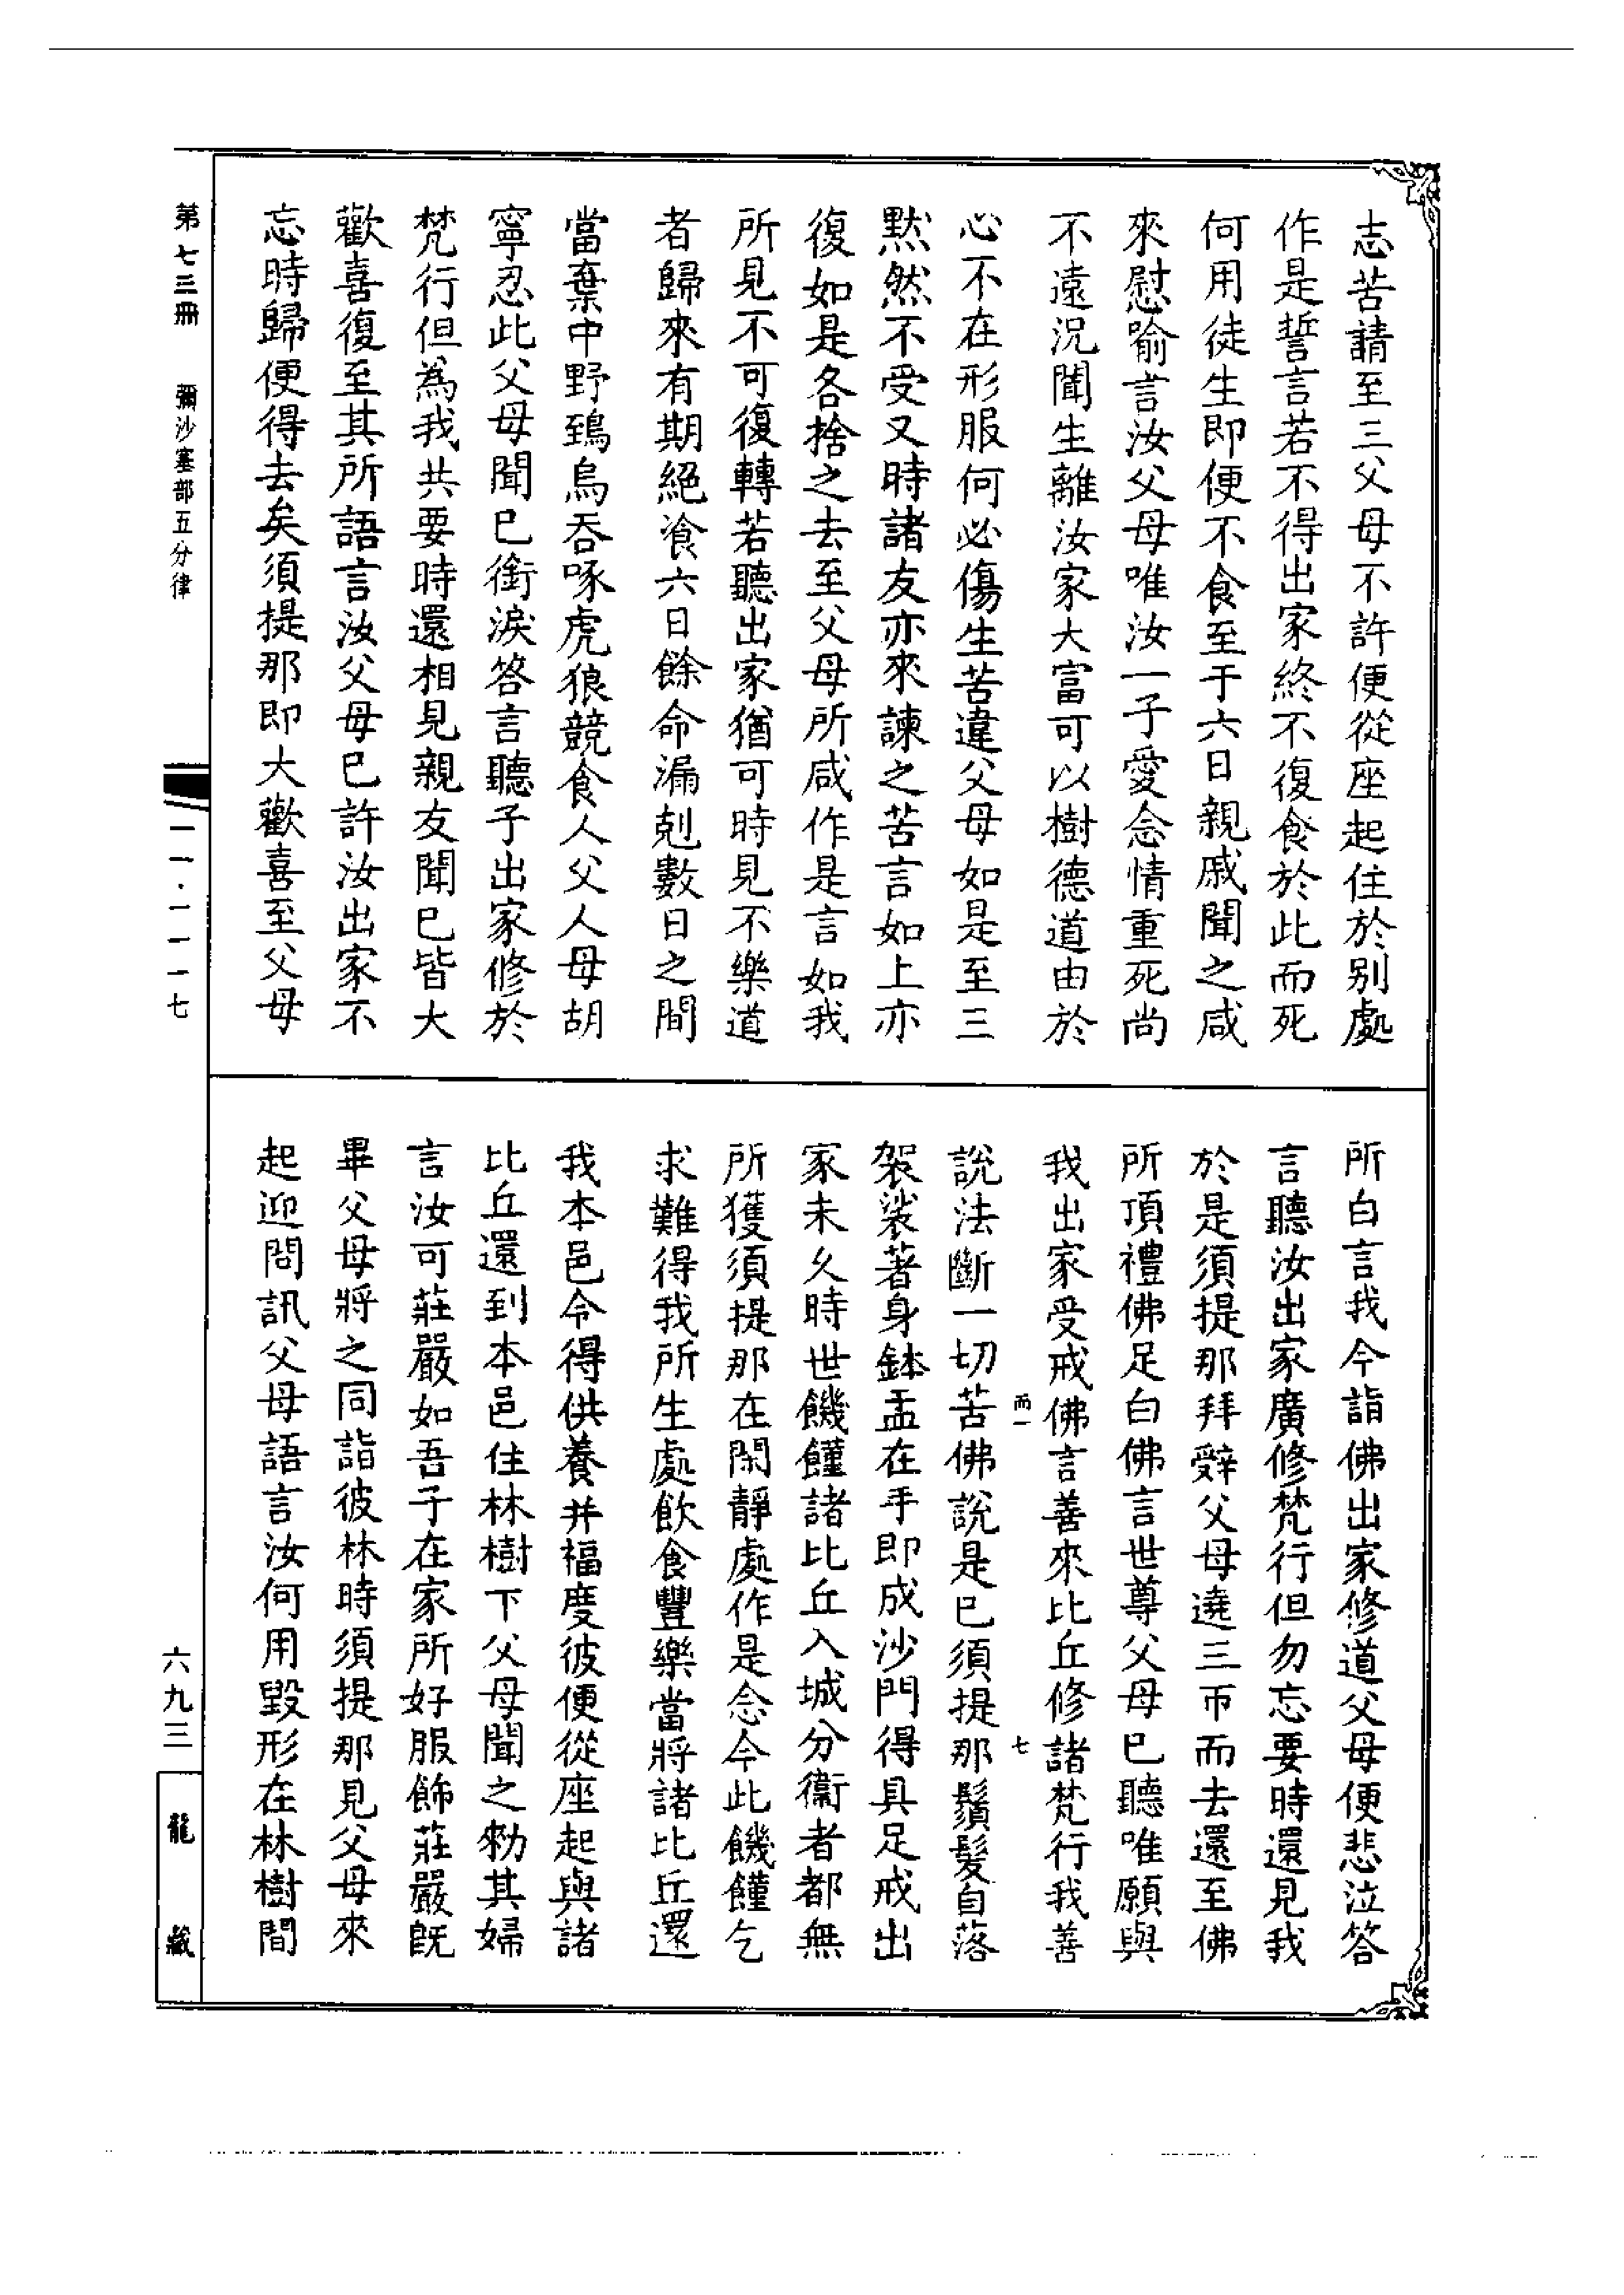 志苦請至三父母不許便從座起住於別處
作是誓言若不得出家終不復食於此而死
何用徒生即便不食至于六日親戚聞之咸
來慰喻言汝父母唯汝一子愛念情重死尚
不遠況聞生離汝家大富可以樹德道由於
心不在形服何必傷生苦違父母如是至三
默然不受又時諸友亦來諫之苦言如上亦
復如是各捨之去至父母所咸作是言如我
所見不可復轉若聽出家猶可時見不樂道
者歸來有期絕飡六日餘命漏剋數日之間
當棄中野鵄烏吞啄虎狼競食人父人母胡
寧忍此父母聞已銜淚答言聽子出家修於
梵行但為我共要時還相見親友聞已皆大
歡喜復至其所語言汝父母已許汝出家不
忘時歸便得去矣須提那即大歡喜至父母
所白言我今詣佛出家修道父母便悲泣答
言聽汝出家廣修梵行但勿忘要時還見我
於是須提那拜辭父母遶三帀而去還至佛
所頂禮佛足白佛言世尊父母已聽唯願與
我出家受戒佛言善來比丘修諸梵行我善
而一 七
說法斷一切苦佛說是已須提那鬚髮自落
袈裟著身鉢盂在手即成沙門得具足戒出
家未久時世饑饉諸比丘入城分衞者都無
所獲須提那在閑靜處作是念今此饑饉乞
求難得我所生處飲食豐樂當將諸比丘還
我本邑令得供養并福度彼便從座起與諸
比丘還到本邑住林樹下父母聞之勑其婦
言汝可莊嚴如吾子在家所好服飾莊嚴既
畢父母將之同詣彼林時須提那見父母來
起迎問訊父母語言汝何用毀形在林樹間
第七三冊 彌沙塞部五分律
一一·一一一七
六九三
龍藏